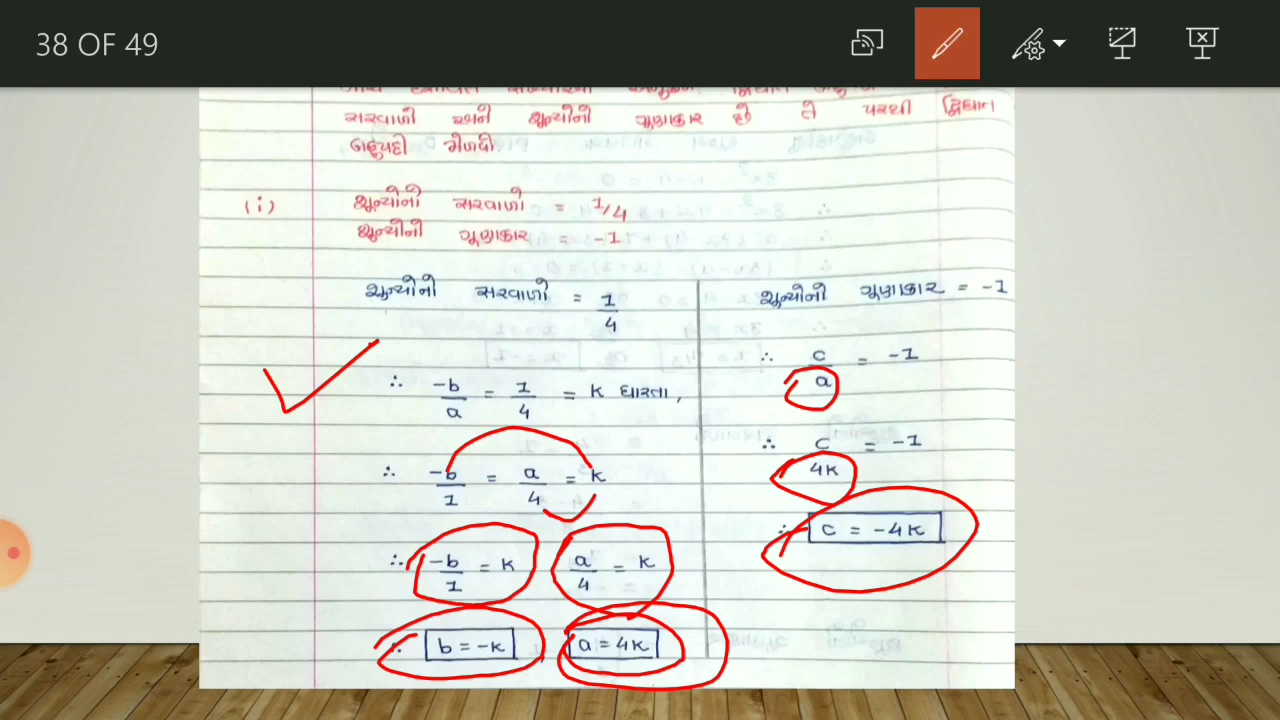 38 OF 49
સરવાળો અને શૂન્યોનો ગુણાકાર છે તે પરથી દ્વિઘાત
બહુપદી મેળવો.
(i) શૂન્યોનો સરવાળો = 1/4
શૂન્યોનો ગુણાકાર = -1
શૂન્યોનો સરવાળો = 1/4
∴ -b/a = 1/4 = k ધારતા,
∴ -b/1 = a/4 = k
∴ -b/1 = k a/4 = k
∴ b = -k a = 4k
શૂન્યોનો ગુણાકાર = -1
∴ c/a = -1
∴ c/4k = -1
∴ c = -4k